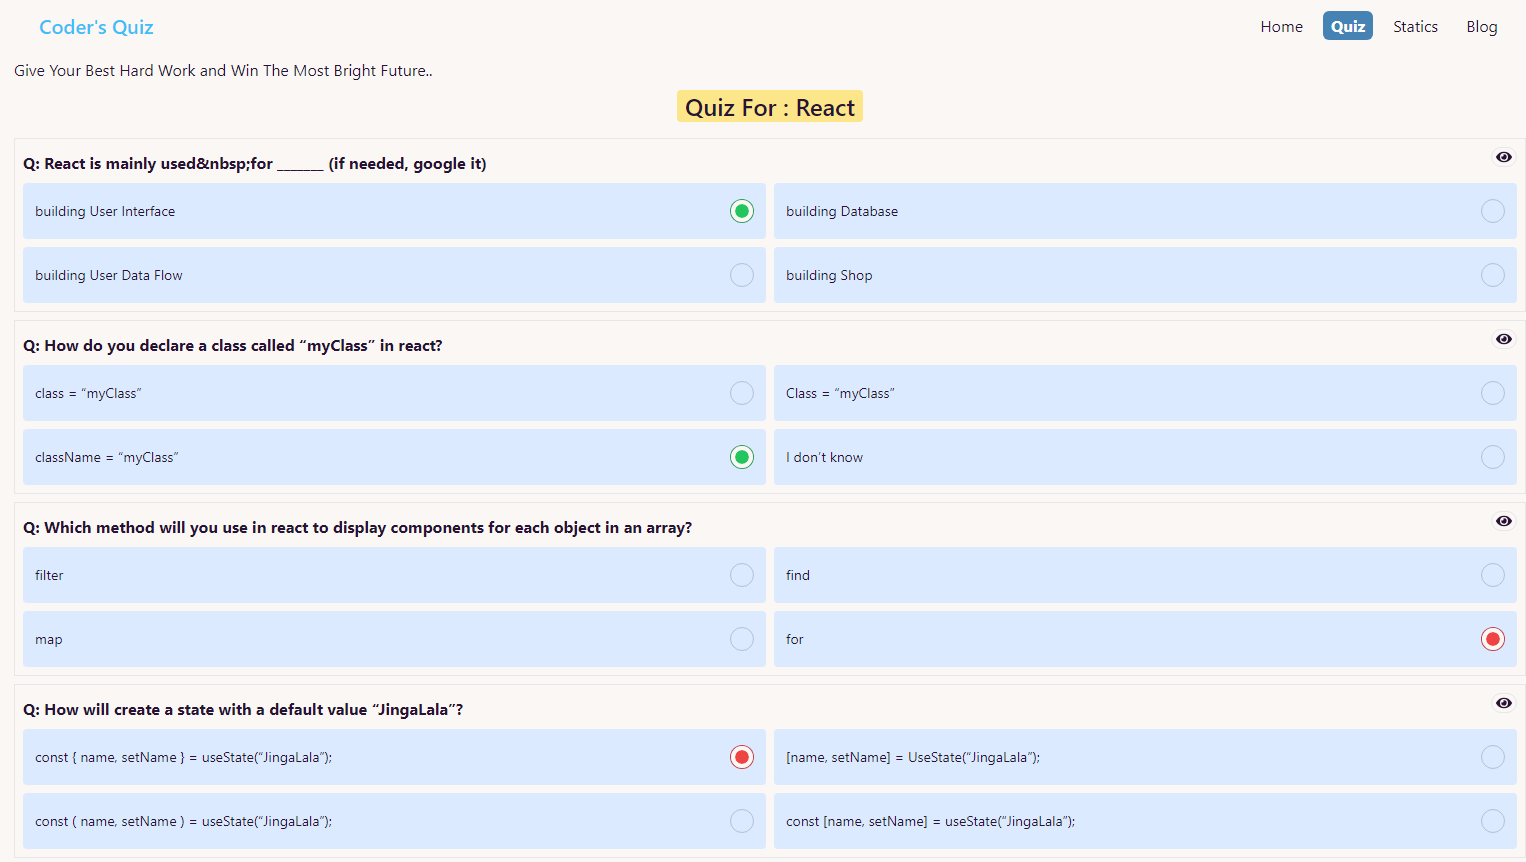 Coder's Quiz
Home Quiz Statics Blog
Give Your Best Hard Work and Win The Most Bright Future..
Quiz For : React
Q: React is mainly used&nbsp;for _______ (if needed, google it)
building User Interface
building Database
building User Data Flow
building Shop
Q: How do you declare a class called “myClass” in react?
class = “myClass”
Class = “myClass”
className = “myClass”
I don’t know
Q: Which method will you use in react to display components for each object in an array?
filter
find
map
for
Q: How will create a state with a default value “JingaLala”?
const { name, setName } = useState(“JingaLala”);
[name, setName] = UseState(“JingaLala”);
const ( name, setName ) = useState(“JingaLala”);
const [name, setName] = useState(“JingaLala”);